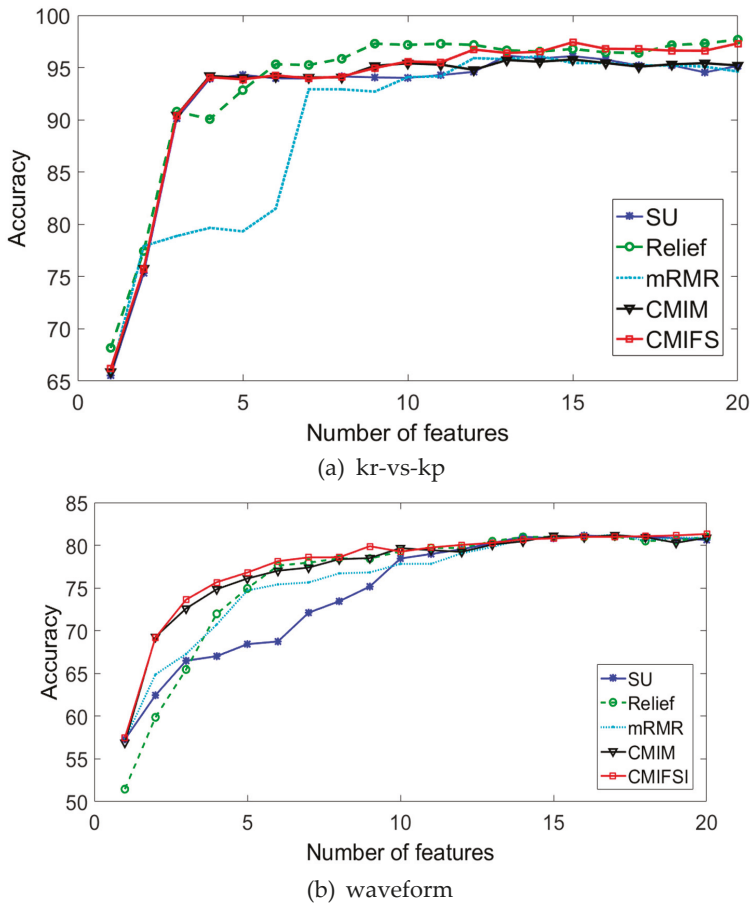 100
95
90
85
80
75
70
65
Accuracy
0
5
10
15
20
Number of features
SU
Relief
mRMR
CMIM
CMIFS
(a) kr-vs-kp
85
80
75
70
65
60
55
50
Accuracy
0
5
10
15
20
Number of features
SU
Relief
mRMR
CMIM
CMIFSI
(b) waveform